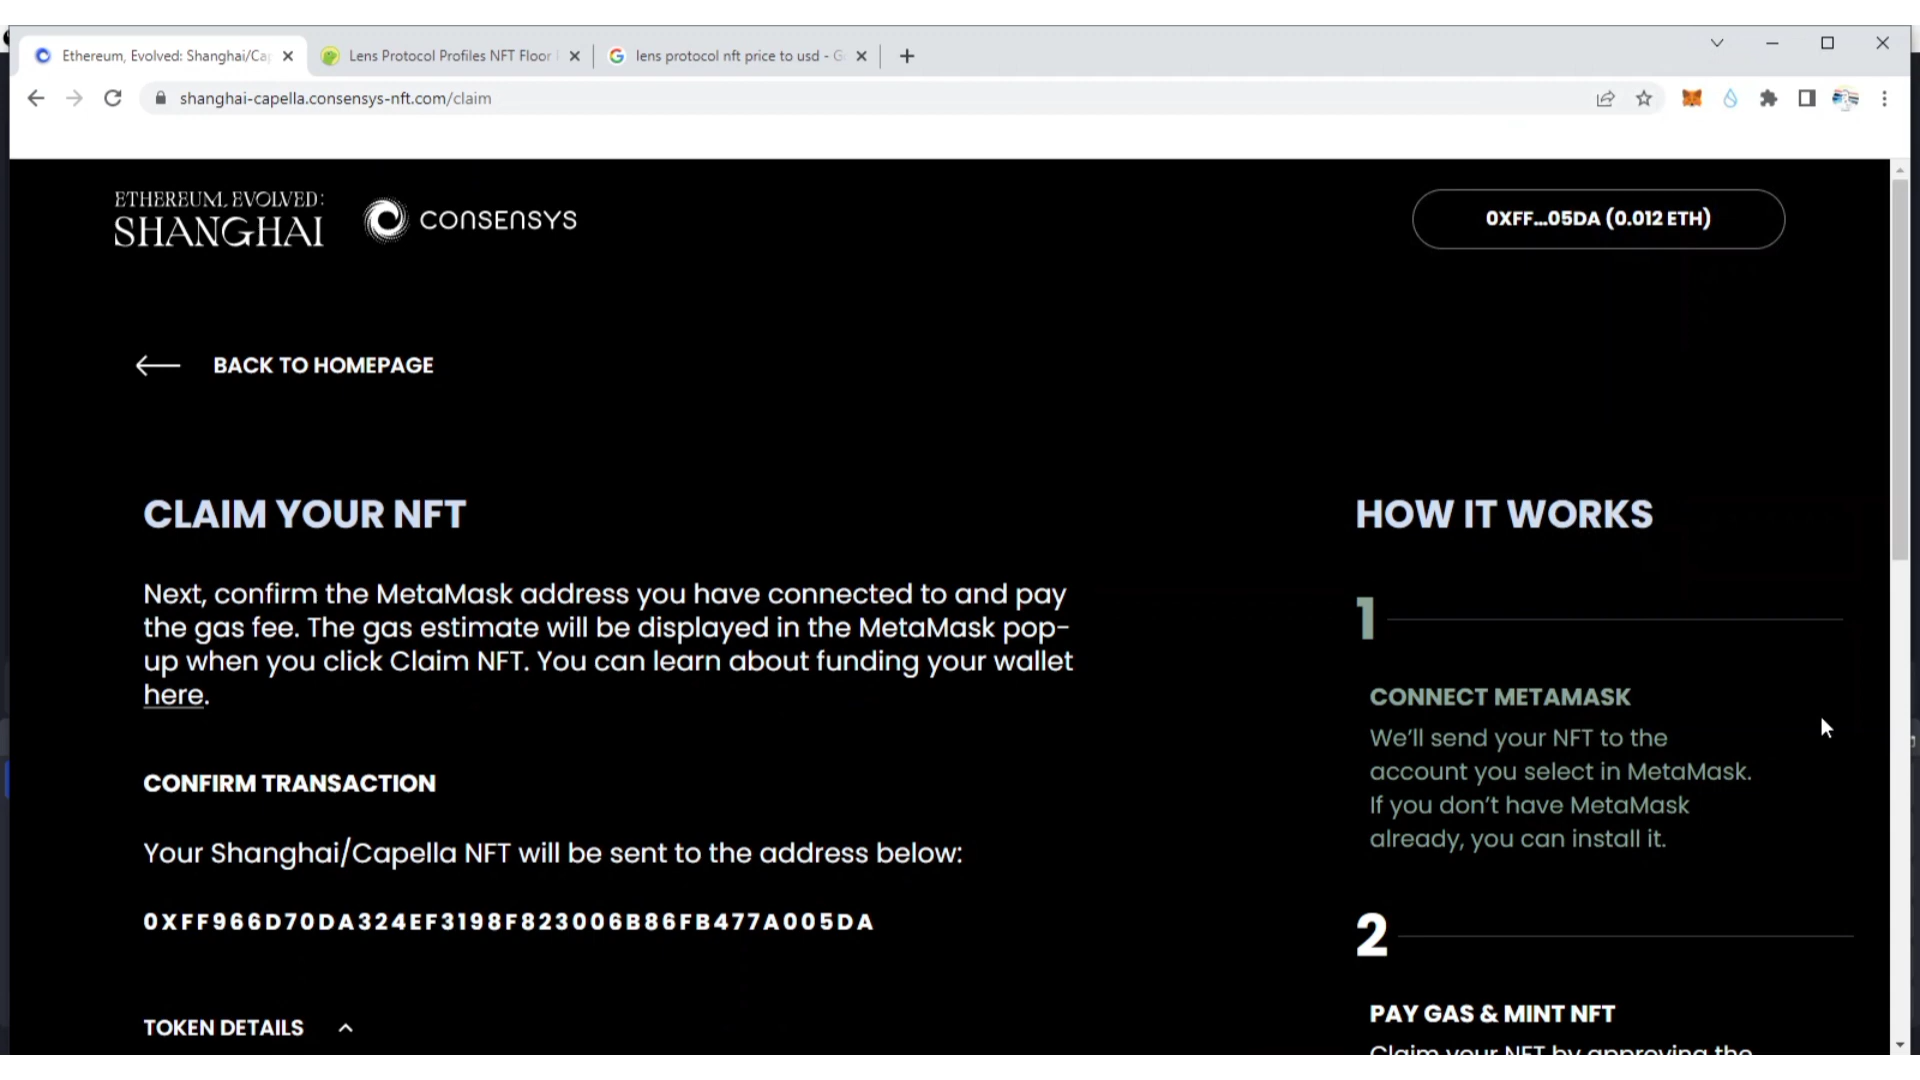 Ethereum, Evolved: Shanghai/Ca
Lens Protocol Profiles NFT Floor
lens protocol nft price to usd - G
shanghai-capella.consensys-nft.com/claim
ETHEREUM, EVOLVED:
SHANGHAI
CONSENSYS
0XFF...05DA (0.012 ETH)
BACK TO HOMEPAGE
CLAIM YOUR NFT
Next, confirm the MetaMask address you have connected to and pay
the gas fee. The gas estimate will be displayed in the MetaMask pop-
up when you click Claim NFT. You can learn about funding your wallet
here.
CONFIRM TRANSACTION
Your Shanghai/Capella NFT will be sent to the address below:
0XFF966D70DA324EF3198F823006B86FB477A005DA
TOKEN DETAILS
HOW IT WORKS
1
CONNECT METAMASK
We'll send your NFT to the
account you select in MetaMask.
If you don't have MetaMask
already, you can install it.
2
PAY GAS & MINT NFT
Claim your NFT by approving the